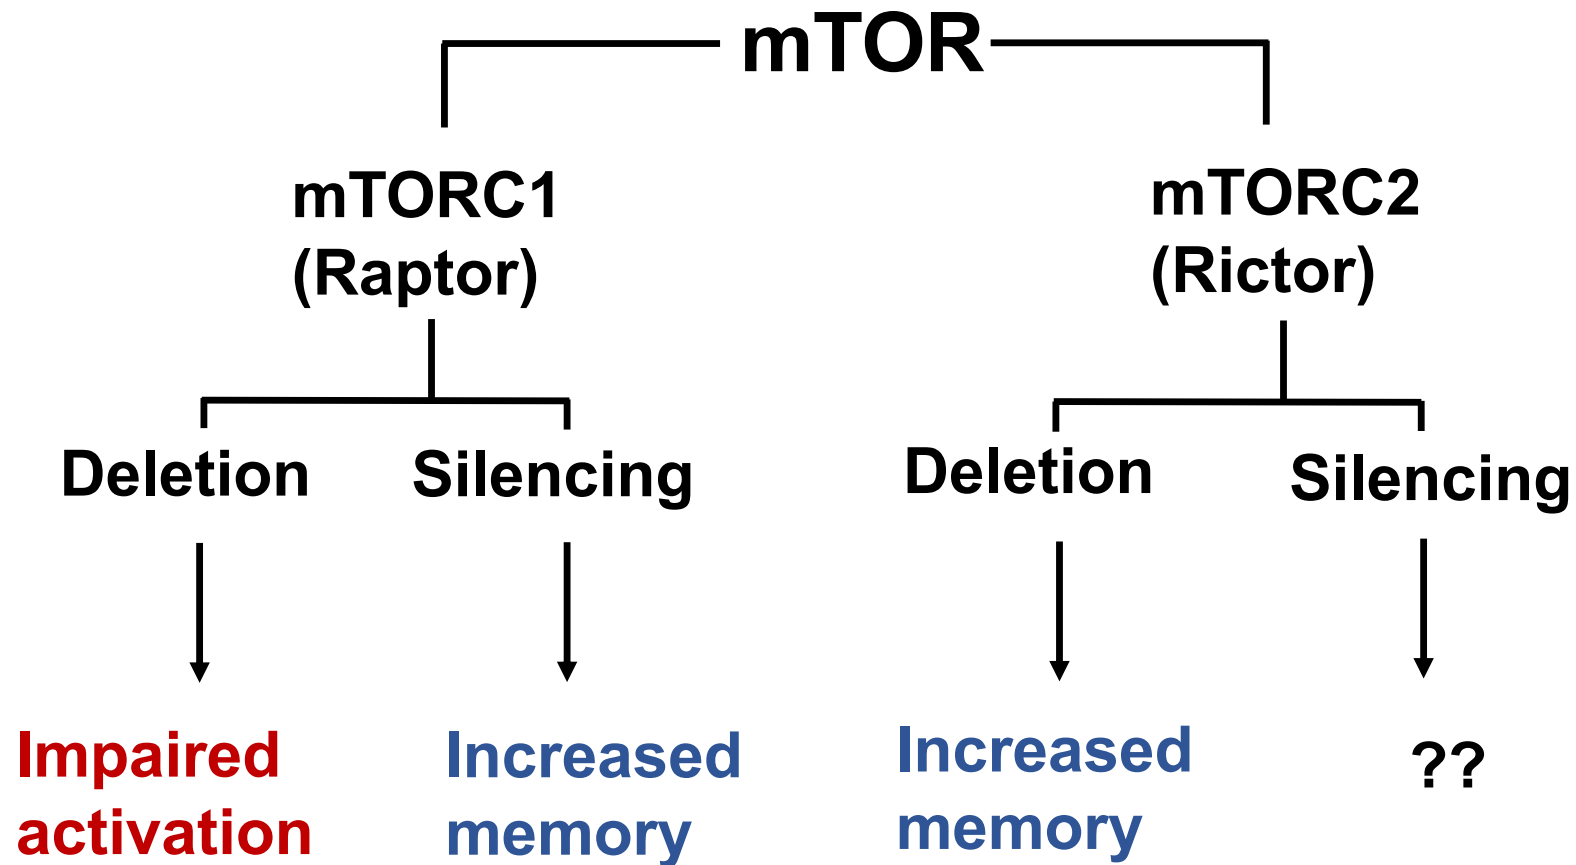 mTOR
mTORC1
(Raptor)
mTORC2
(Rictor)
Deletion
Silencing
Deletion
Silencing
Impaired
activation
Increased
memory
Increased
memory
??